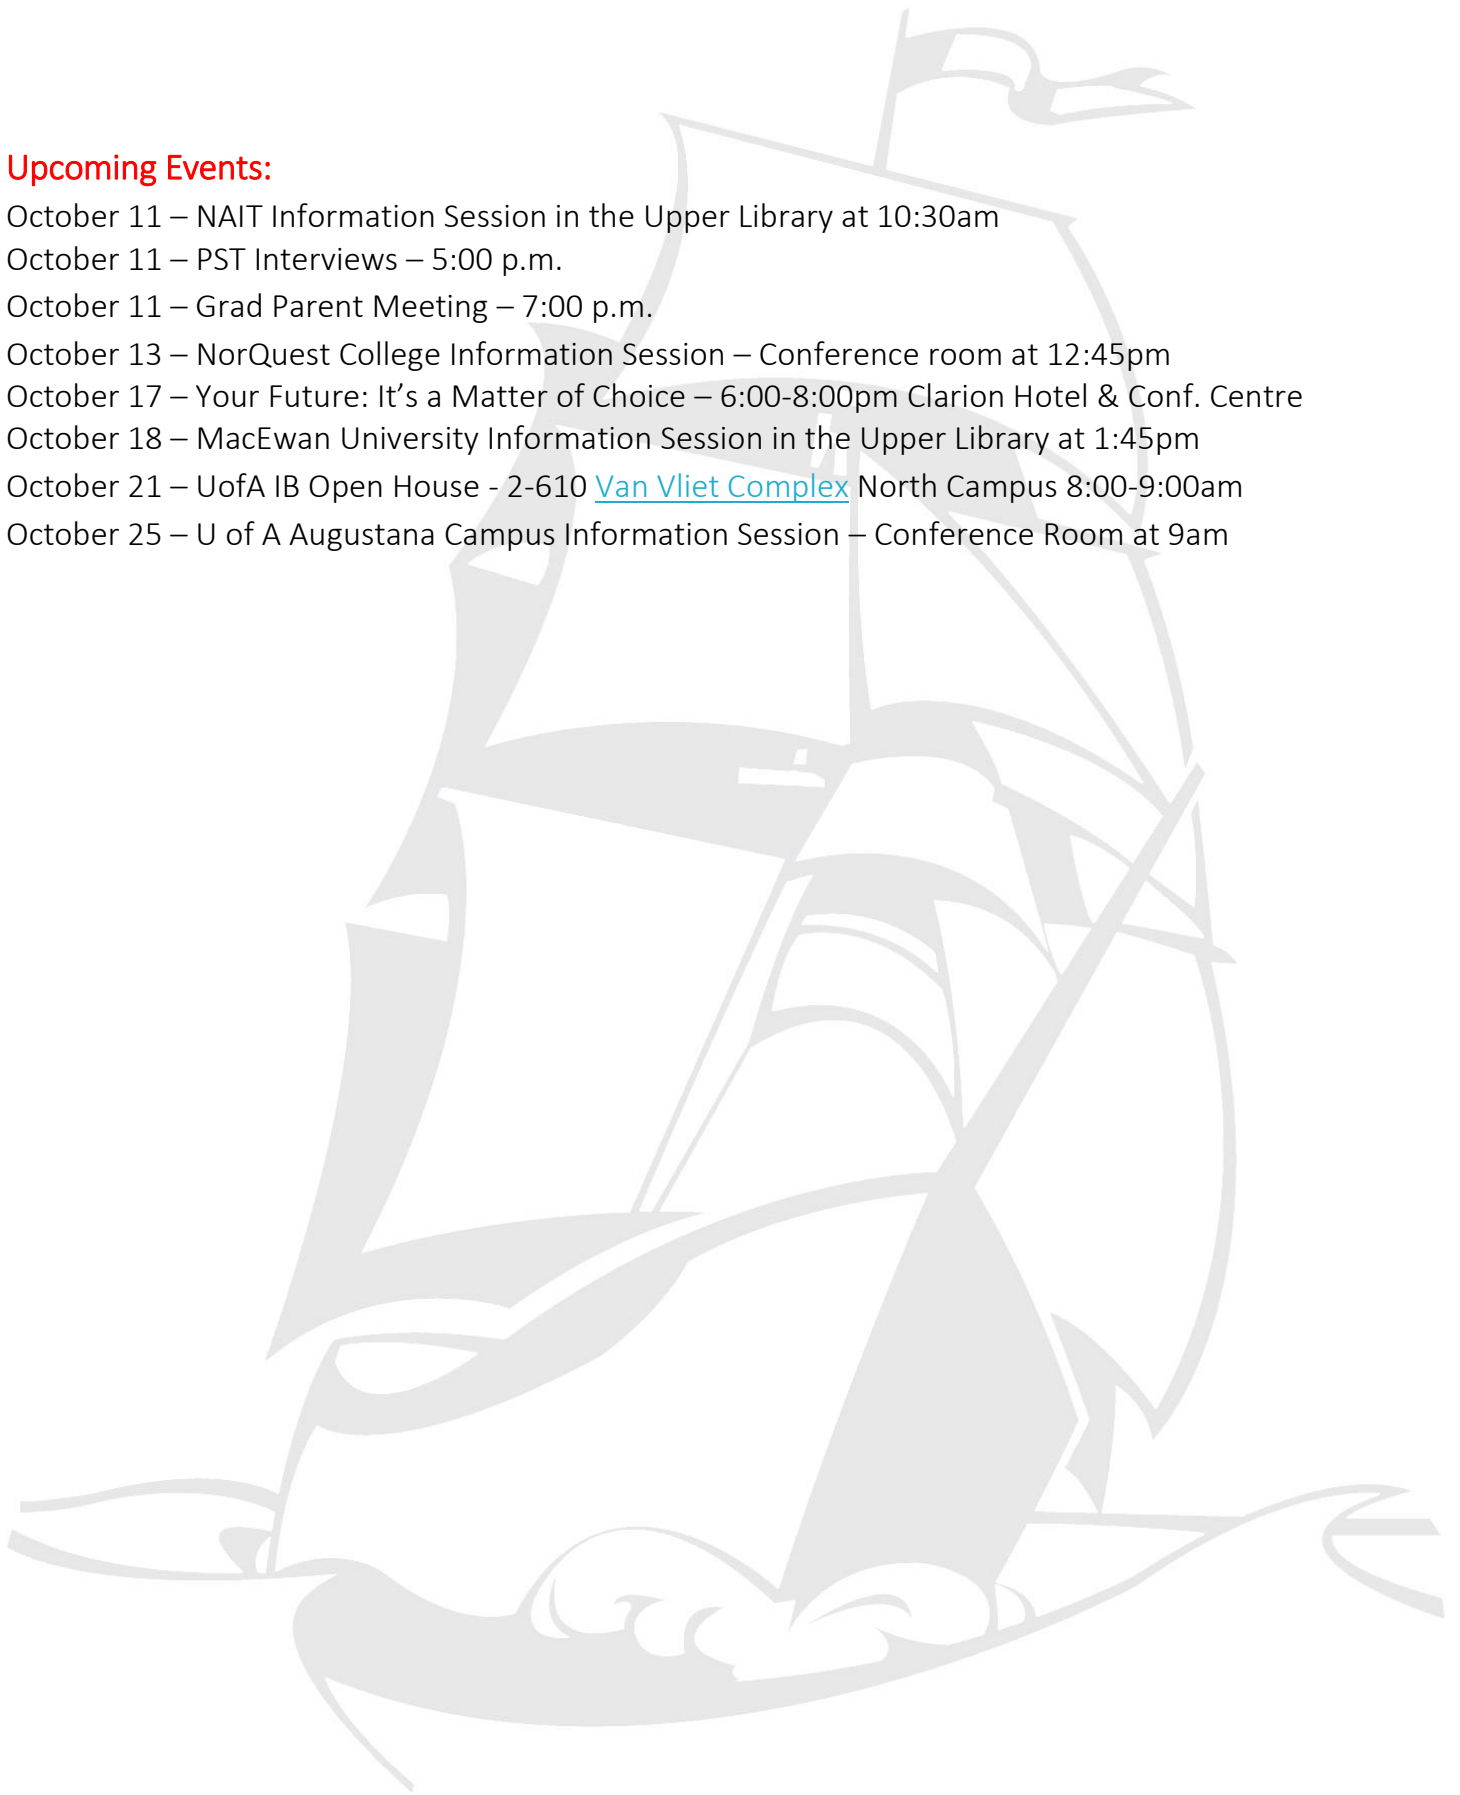 Upcoming Events:
October 11 – NAIT Information Session in the Upper Library at 10:30am
October 11 – PST Interviews – 5:00 p.m.
October 11 – Grad Parent Meeting – 7:00 p.m.
October 13 – NorQuest College Information Session – Conference room at 12:45pm
October 17 – Your Future: It’s a Matter of Choice – 6:00-8:00pm Clarion Hotel & Conf. Centre
October 18 – MacEwan University Information Session in the Upper Library at 1:45pm
October 21 – UofA IB Open House - 2-610 Van Vliet Complex North Campus 8:00-9:00am
October 25 – U of A Augustana Campus Information Session – Conference Room at 9am